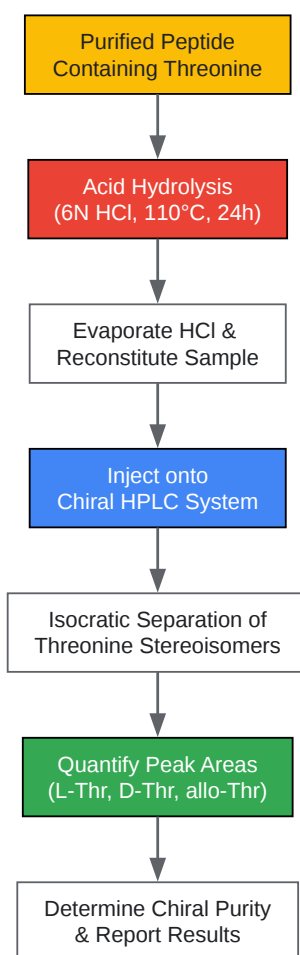 Purified Peptide
Containing Threonine
Acid Hydrolysis
(6N HCl, 110°C, 24h)
Evaporate HCl &
Reconstitute Sample
Inject onto
Chiral HPLC System
Isocratic Separation of
Threonine Stereoisomers
Quantify Peak Areas
(L-Thr, D-Thr, allo-Thr)
Determine Chiral Purity
& Report Results